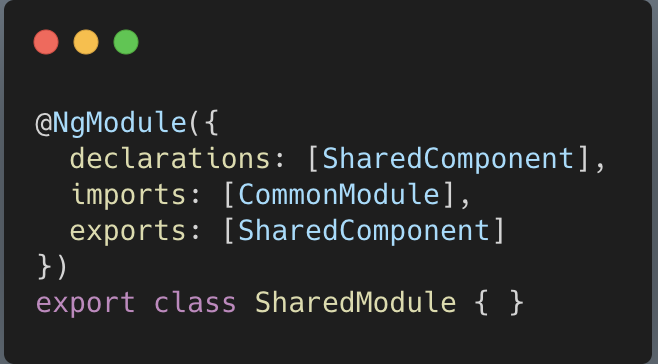 @NgModule({
  declarations: [SharedComponent],
  imports: [CommonModule],
  exports: [SharedComponent]
})
export class SharedModule { }